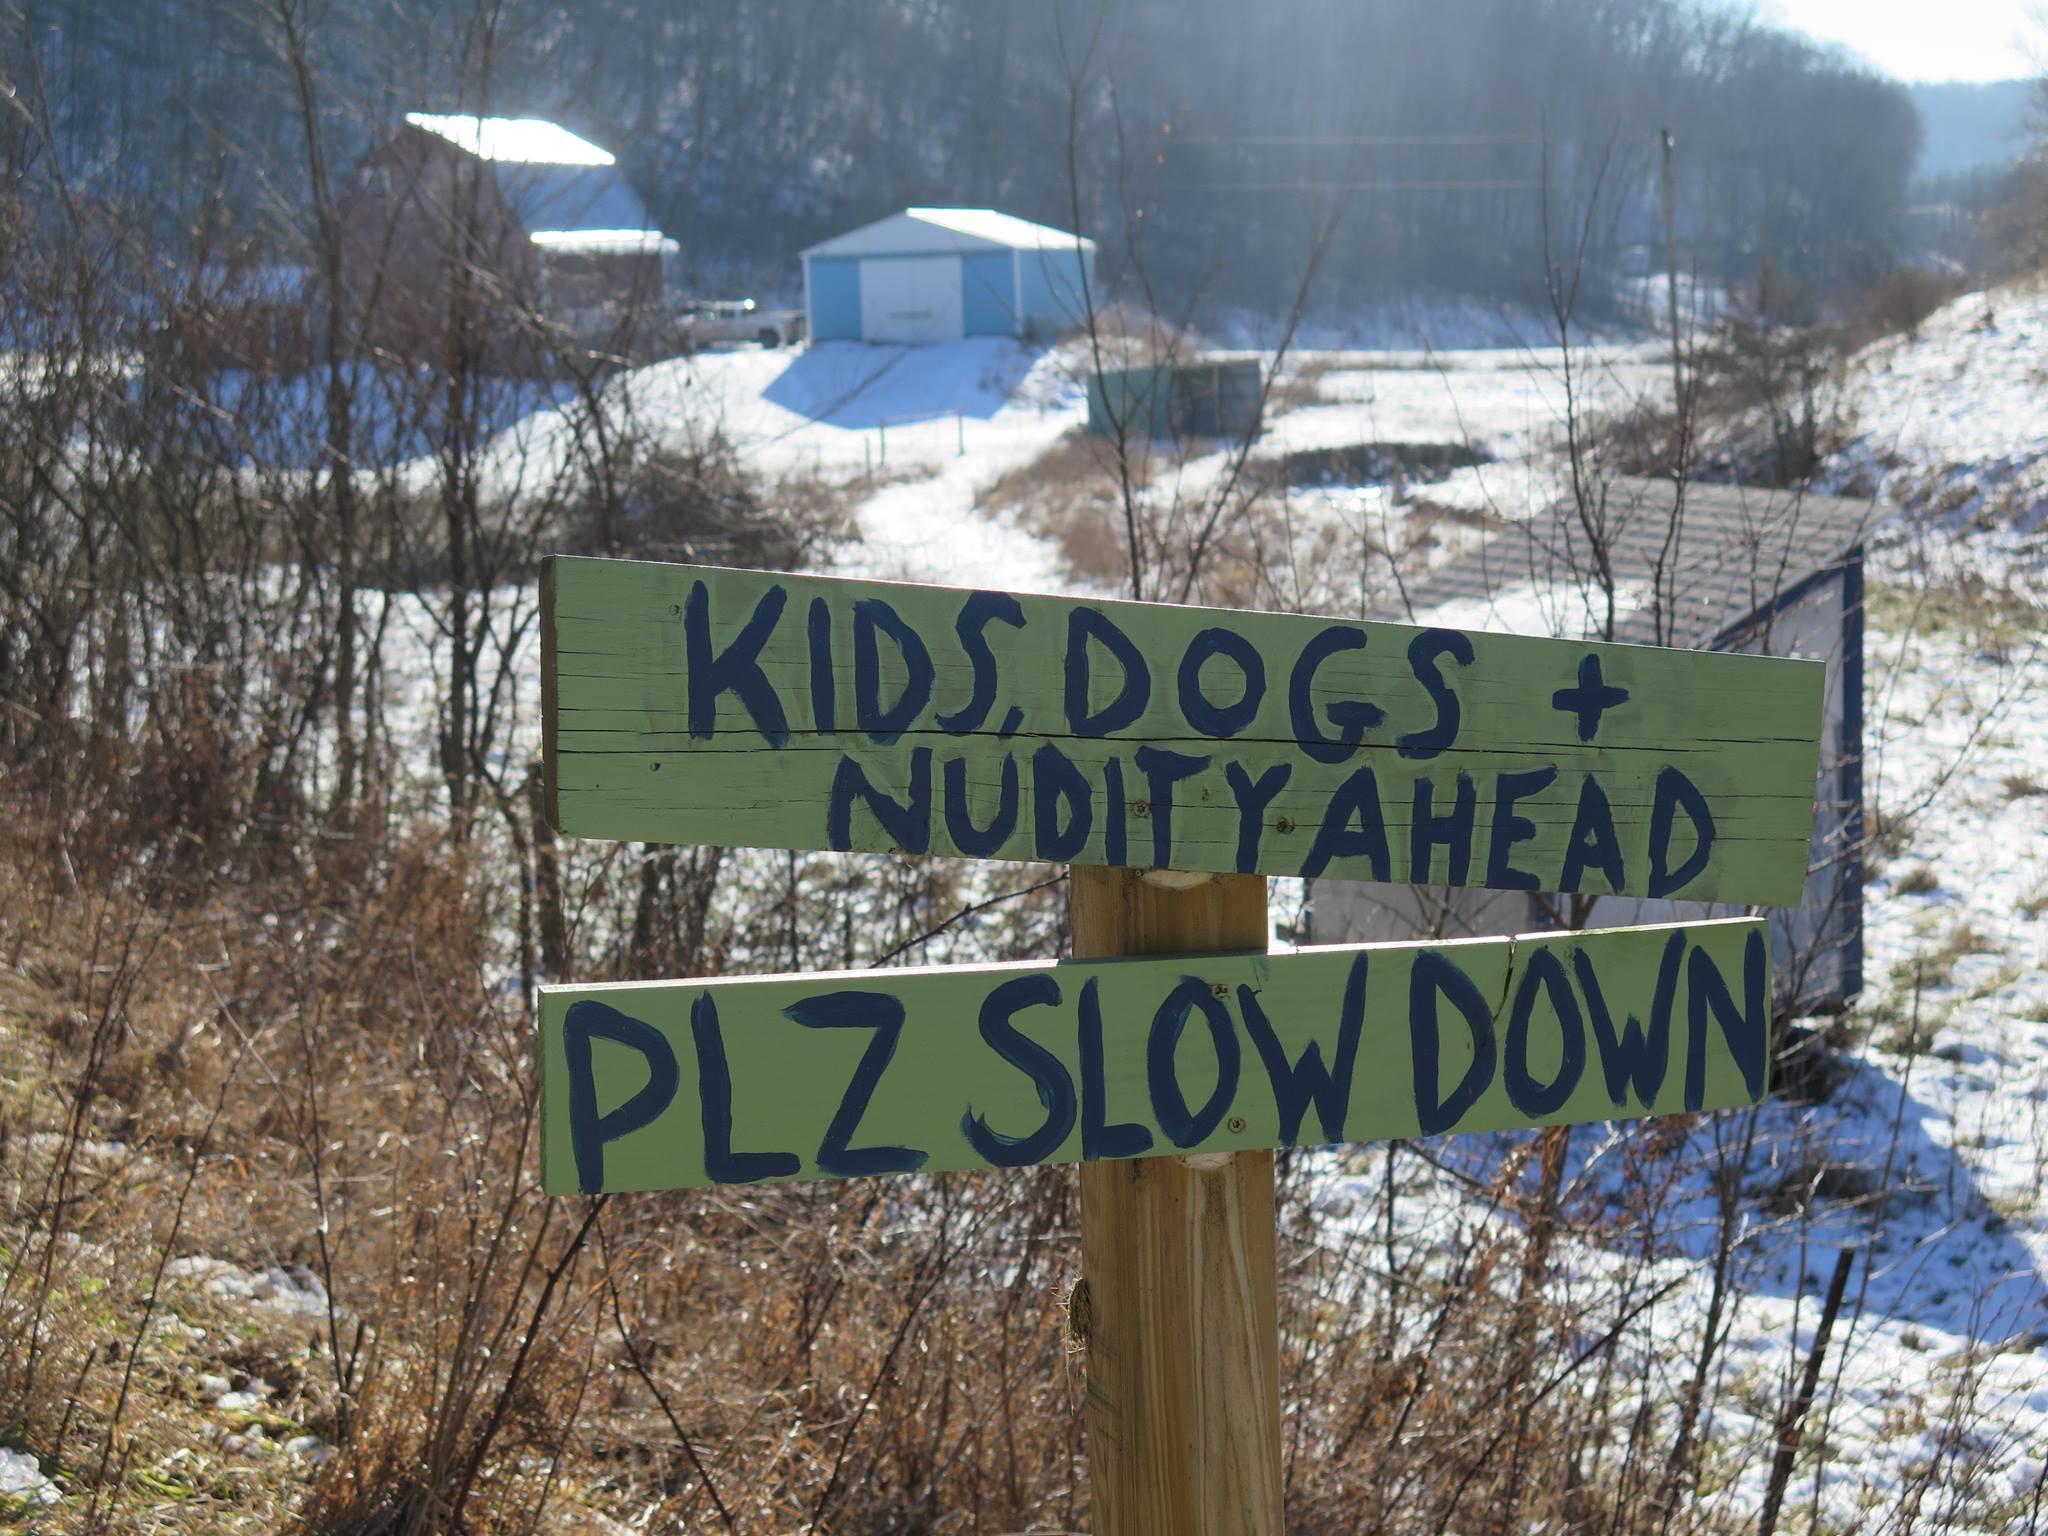 KIDS, DOGS +
NUDITY AHEAD
PLZ SLOW DOWN